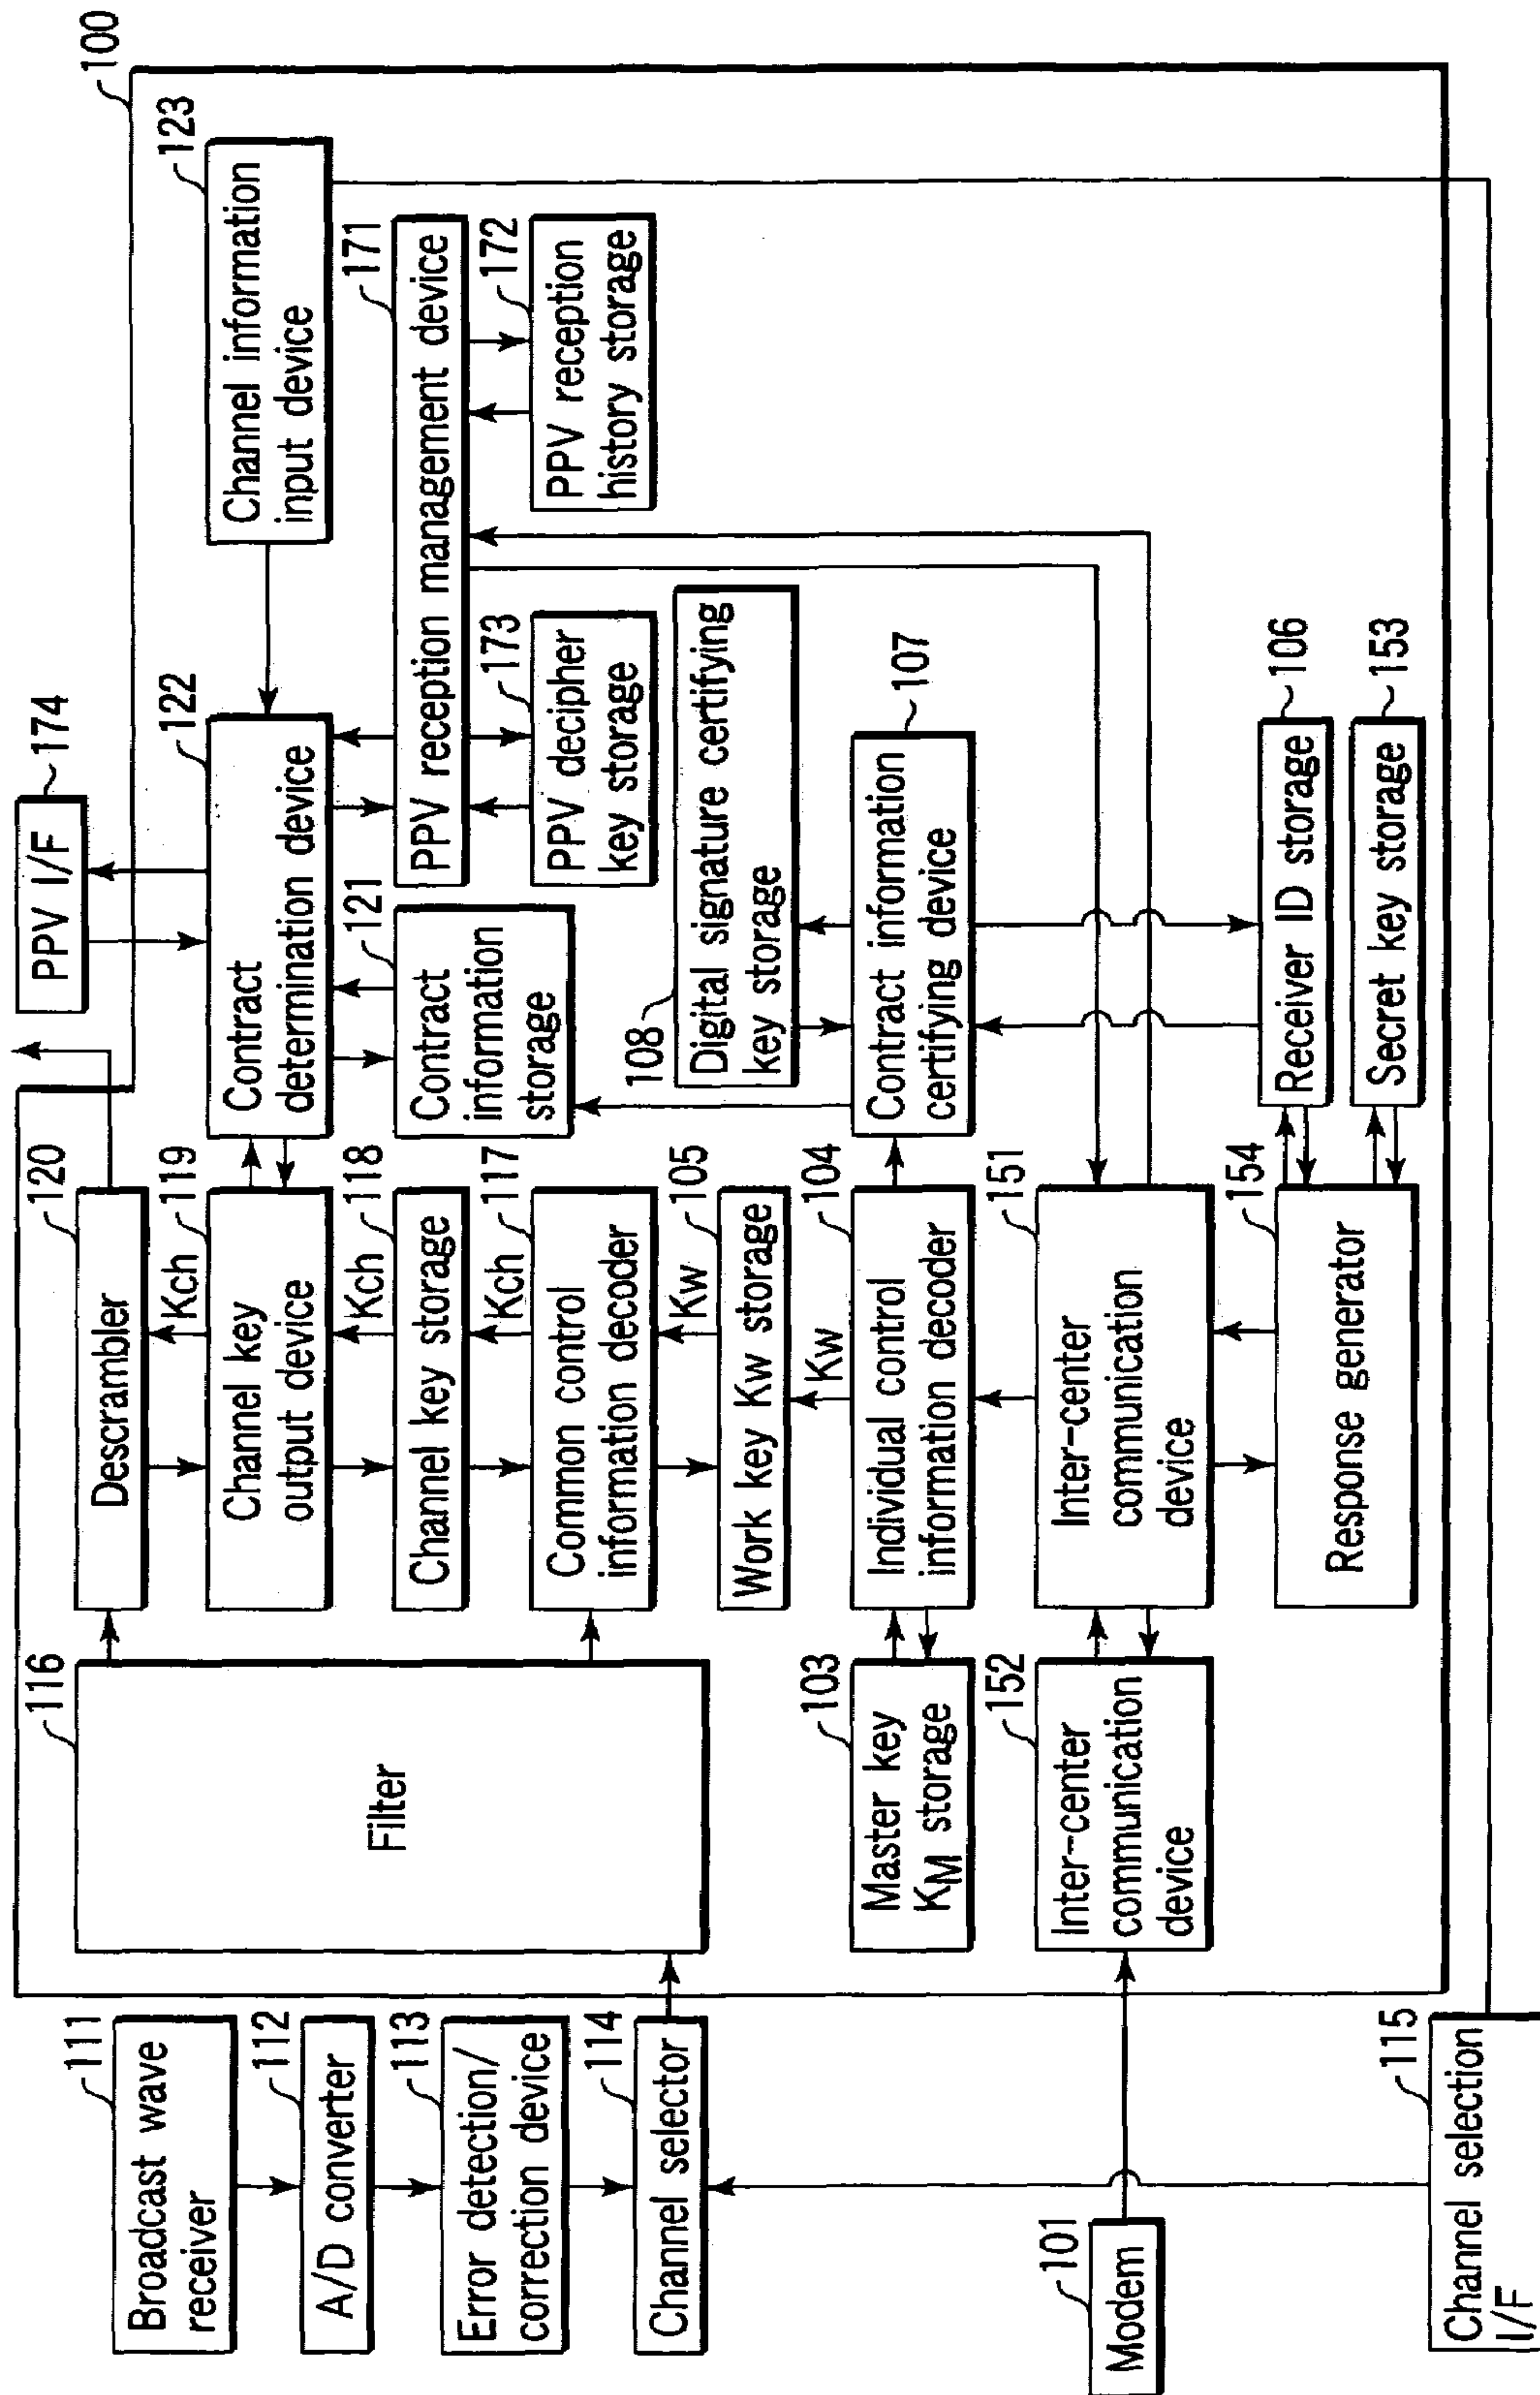 111
Broadcast wave
receiver
112
A/D converter
113
Error detection/
correction device
114
Channel selector
101
Modem
115
Channel selection
I/F
116
Filter
103
Master key
KM storage
152
Inter-center
communication
device
120
Descrambler
Kch
119
Channel key
output device
Kch
118
Channel key storage
Kch
117
Common control
information decoder
Kw
105
Work key Kw storage
Kw
104
Individual control
information decoder
151
Inter-center
communication
device
154
Response generator
PPV I/F
174
122
Contract
determination device
121
Contract
information
storage
108
Digital signature certifying
key storage
107
Contract information
certifying device
106
Receiver ID storage
153
Secret key storage
100
123
Channel information
input device
171
PPV reception management device
173
PPV decipher
key storage
172
PPV reception
history storage